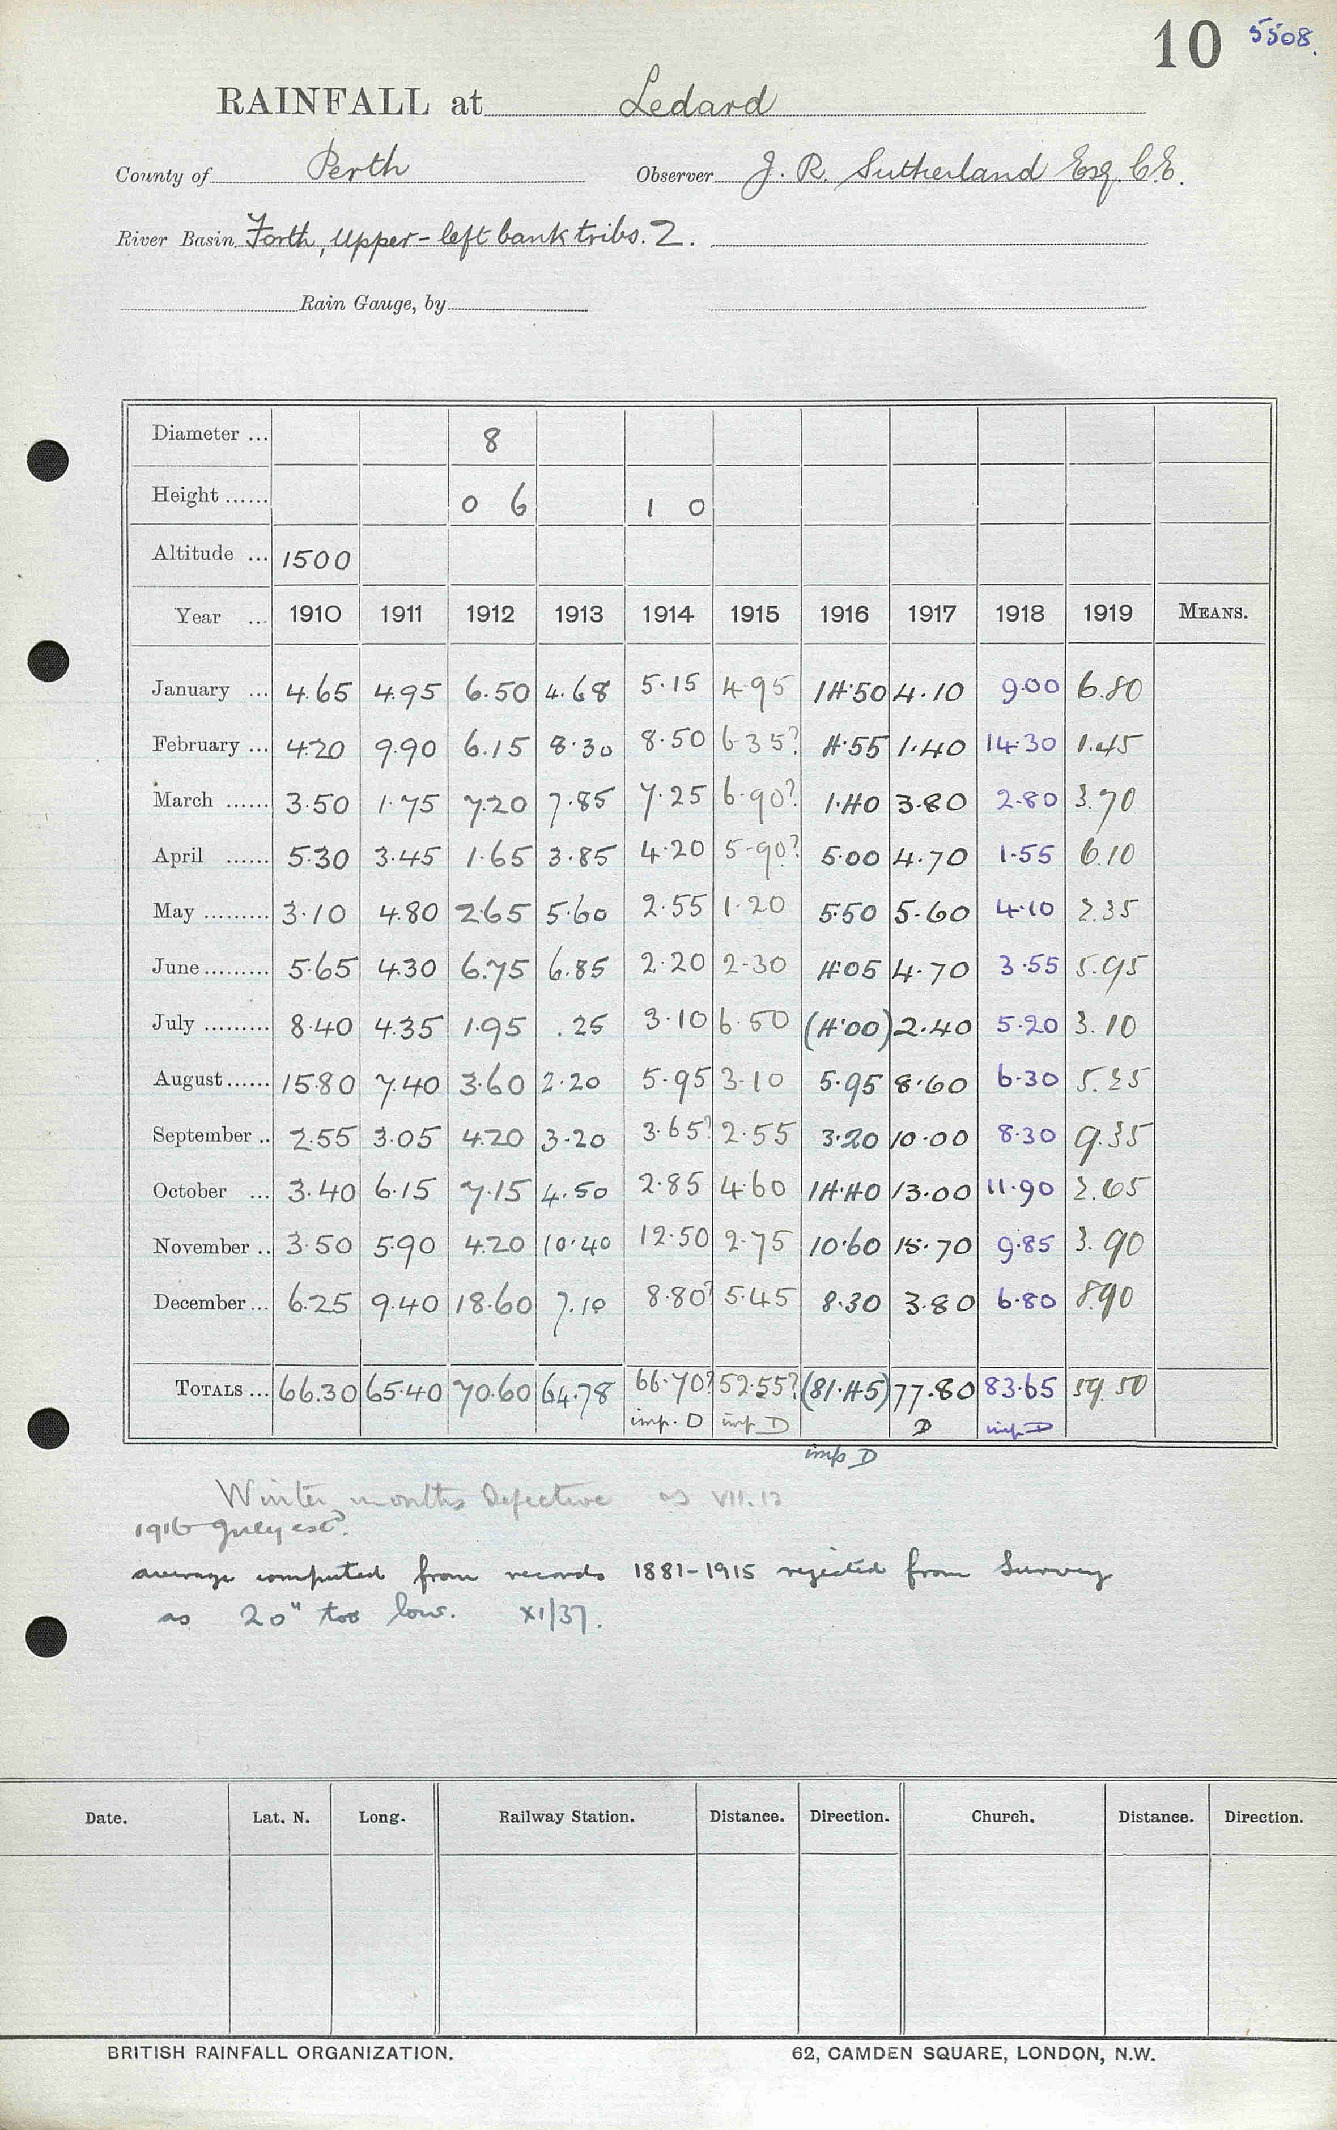 10 5508.
RAINFALL at Ledard
County of Perth Observer J. R. Sutherland Esq. C.E.
River Basin Forth, Upper - left bank tribs. 2.
Rain Gauge, by
Diameter ... 8
Height ...... 0 6 1 0
Altitude ... 1500
Year ... 1910 1911 1912 1913 1914 1915 1916 1917 1918 1919 MEANS.
January ... 4.65 4.95 6.50 4.68 5.15 4.95 14.50 4.10 9.00 6.80
February ... 4.20 9.90 6.15 8.30 8.50 6.35? 4.55 1.40 14.30 1.45
March ...... 3.50 1.75 7.20 7.85 7.25 6.90? 1.40 3.80 2.80 3.70
April ...... 5.30 3.45 1.65 3.85 4.20 5.90? 5.00 4.70 1.55 6.10
May ......... 3.10 4.80 2.65 5.60 2.55 1.20 5.50 5.60 4.10 2.35
June ......... 5.65 4.30 6.75 6.85 2.20 2.30 4.05 4.70 3.55 5.95
July ......... 8.40 4.35 1.95 .25 3.10 6.50 (4.00) 2.40 5.20 3.10
August ...... 15.80 7.40 3.60 2.20 5.95 3.10 5.95 8.60 6.30 5.25
September .. 2.55 3.05 4.20 3.20 3.65? 2.55 3.20 10.00 8.30 9.35
October ... 3.40 6.15 7.15 4.50 2.85 4.60 14.40 13.00 11.90 2.65
November .. 3.50 5.90 4.20 10.40 12.50 2.75 10.60 15.70 9.85 3.90
December ... 6.25 9.40 18.60 7.10 8.80? 5.45 8.30 3.80 6.80 8.90
TOTALS ... 66.30 65.40 70.60 64.78 66.70? 52.55? (81.45) 77.80 83.65 59.50
imp. D imp D D imp D
imp D
Winter months Defective as VII.12
1916 July est?.
average computed from records 1881-1915 rejected from Survey
as 20" too low. XI/37.
Date. Lat. N. Long. Railway Station. Distance. Direction. Church. Distance. Direction.
BRITISH RAINFALL ORGANIZATION. 62, CAMDEN SQUARE, LONDON, N.W.